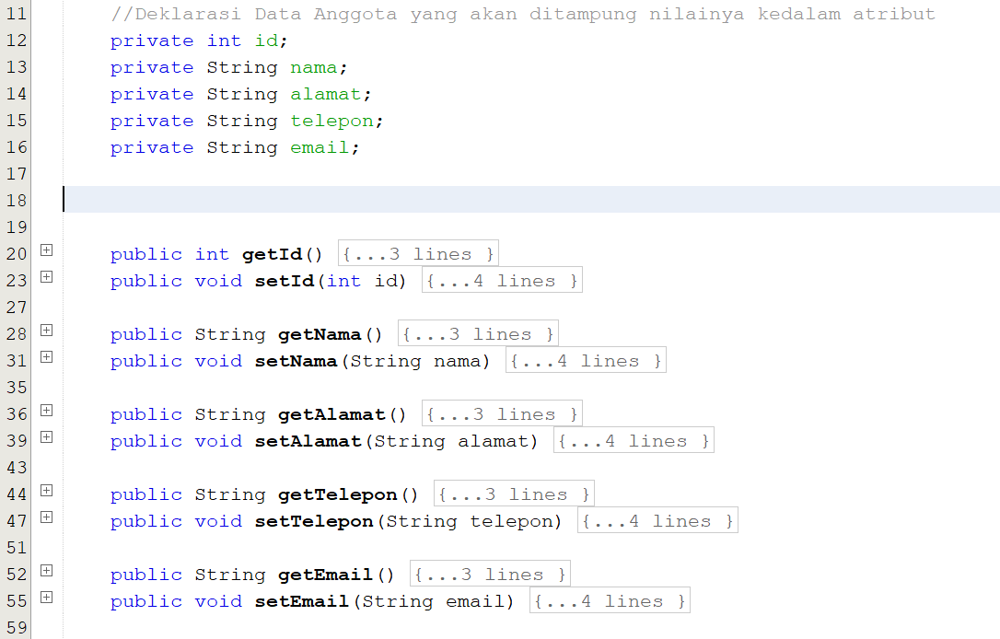 11 //Deklarasi Data Anggota yang akan ditampung nilainya kedalam atribut
12 private int id;
13 private String nama;
14 private String alamat;
15 private String telepon;
16 private String email;
17
18
19
20 public int getId() {...3 lines }
23 public void setId(int id) {...4 lines }
27
28 public String getNama() {...3 lines }
31 public void setNama(String nama) {...4 lines }
35
36 public String getAlamat() {...3 lines }
39 public void setAlamat(String alamat) {...4 lines }
43
44 public String getTelepon() {...3 lines }
47 public void setTelepon(String telepon) {...4 lines }
51
52 public String getEmail() {...3 lines }
55 public void setEmail(String email) {...4 lines }
59